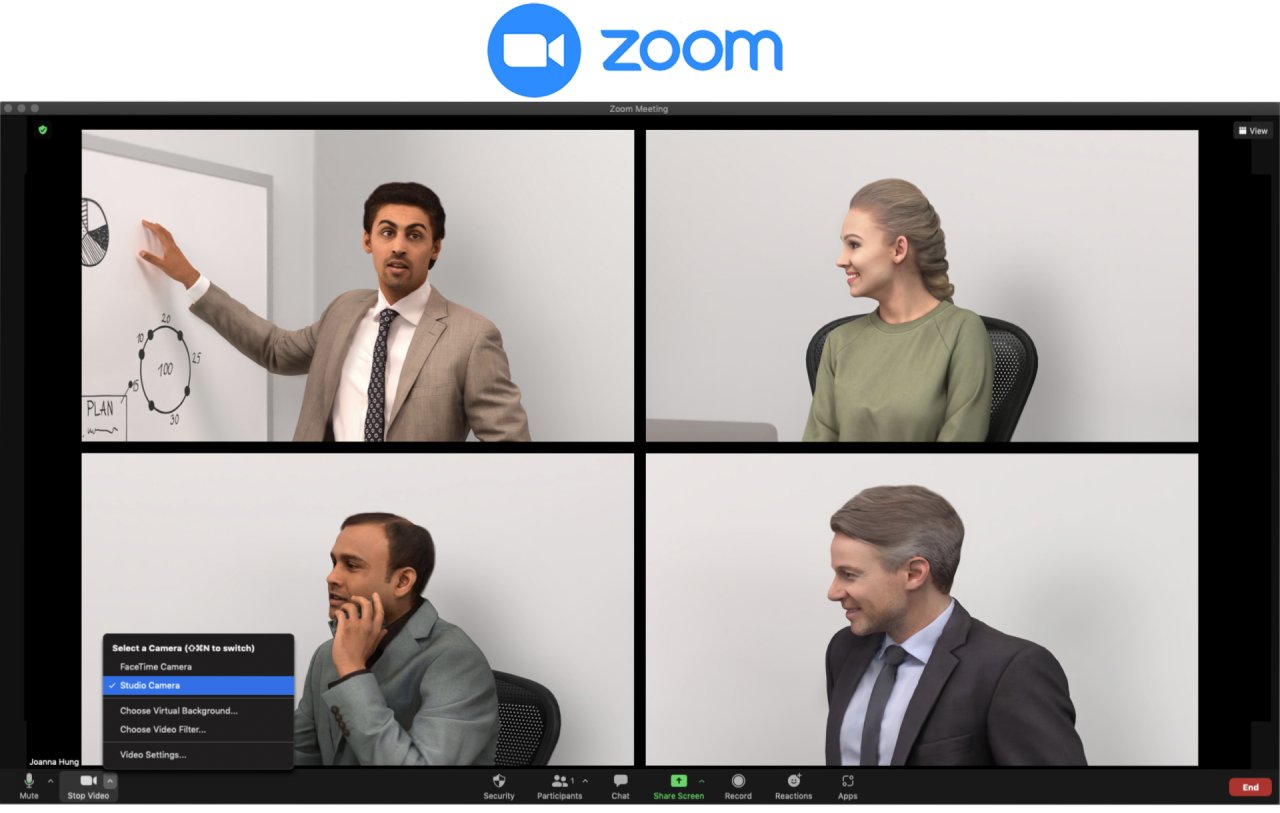 zoom
Zoom Meeting
View
20
10
25
100
15
PLAN
30
Select a Camera (⇧⌘N to switch)
FaceTime Camera
✓ Studio Camera
Choose Virtual Background...
Choose Video Filter...
Video Settings...
Joanna Hung
1
Mute
Stop Video
Security
Participants
Chat
Share Screen
Record
Reactions
Apps
End